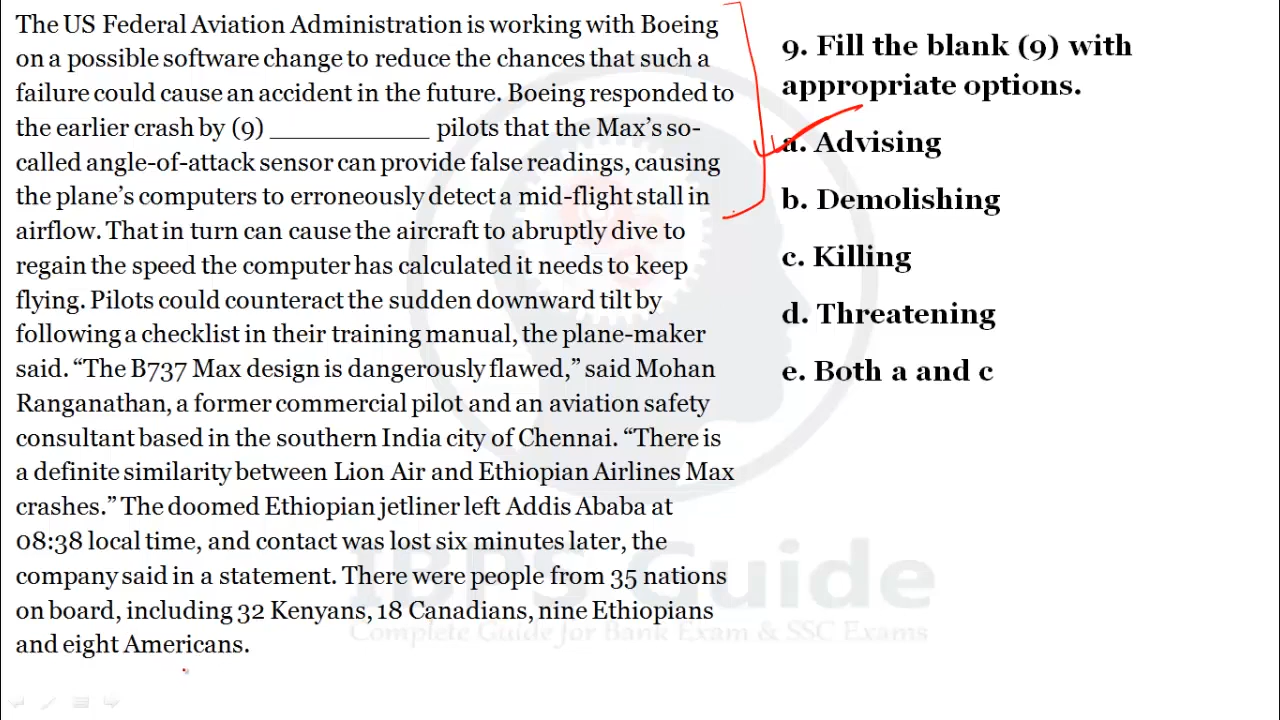 The US Federal Aviation Administration is working with Boeing
on a possible software change to reduce the chances that such a
failure could cause an accident in the future. Boeing responded to
the earlier crash by (9) ____________ pilots that the Max's so-
called angle-of-attack sensor can provide false readings, causing
the plane's computers to erroneously detect a mid-flight stall in
airflow. That in turn can cause the aircraft to abruptly dive to
regain the speed the computer has calculated it needs to keep
flying. Pilots could counteract the sudden downward tilt by
following a checklist in their training manual, the plane-maker
said. “The B737 Max design is dangerously flawed,” said Mohan
Ranganathan, a former commercial pilot and an aviation safety
consultant based in the southern India city of Chennai. “There is
a definite similarity between Lion Air and Ethiopian Airlines Max
crashes.” The doomed Ethiopian jetliner left Addis Ababa at
08:38 local time, and contact was lost six minutes later, the
company said in a statement. There were people from 35 nations
on board, including 32 Kenyans, 18 Canadians, nine Ethiopians
and eight Americans.
9. Fill the blank (9) with
appropriate options.
a. Advising
b. Demolishing
c. Killing
d. Threatening
e. Both a and c
IBPS Guide
Complete Guide for Bank Exam & SSC Exams